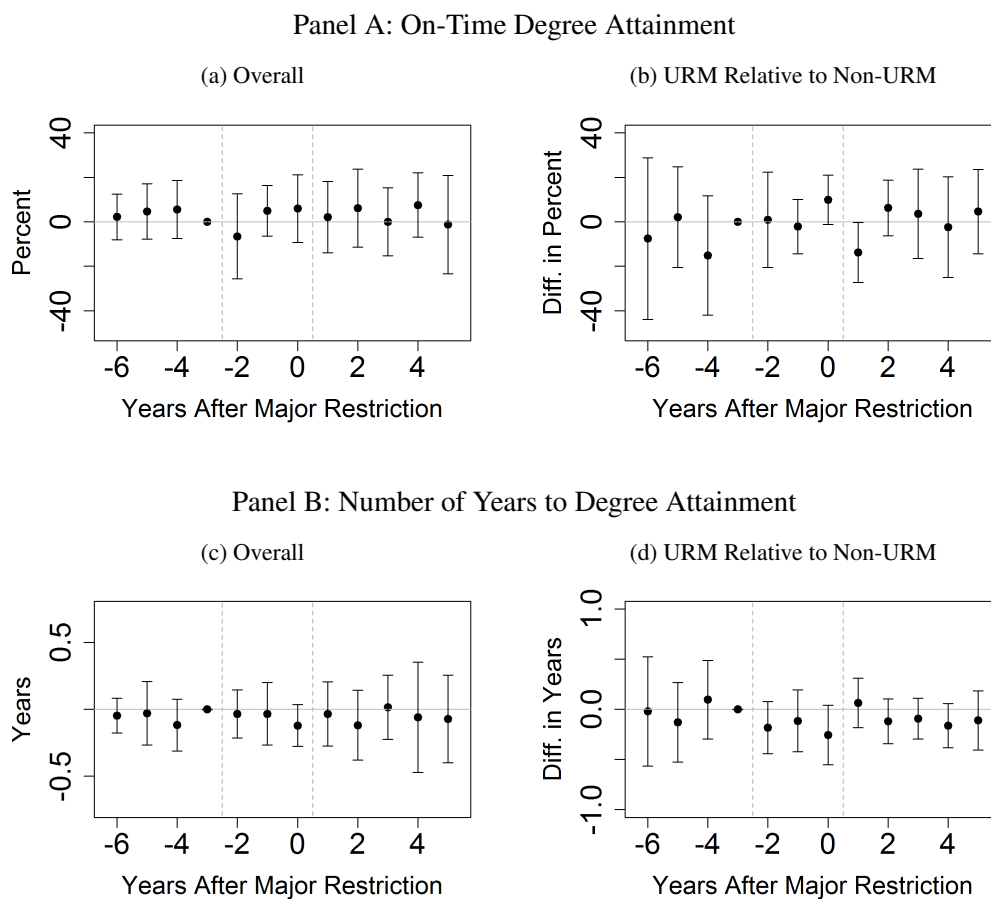 Panel A: On-Time Degree Attainment
(a) Overall
Percent
40
0
-40
-6 -4 -2 0 2 4
Years After Major Restriction
(b) URM Relative to Non-URM
Diff. in Percent
40
0
-40
-6 -4 -2 0 2 4
Years After Major Restriction
Panel B: Number of Years to Degree Attainment
(c) Overall
Years
0.5
-0.5
-6 -4 -2 0 2 4
Years After Major Restriction
(d) URM Relative to Non-URM
Diff. in Years
1.0
0.0
-1.0
-6 -4 -2 0 2 4
Years After Major Restriction